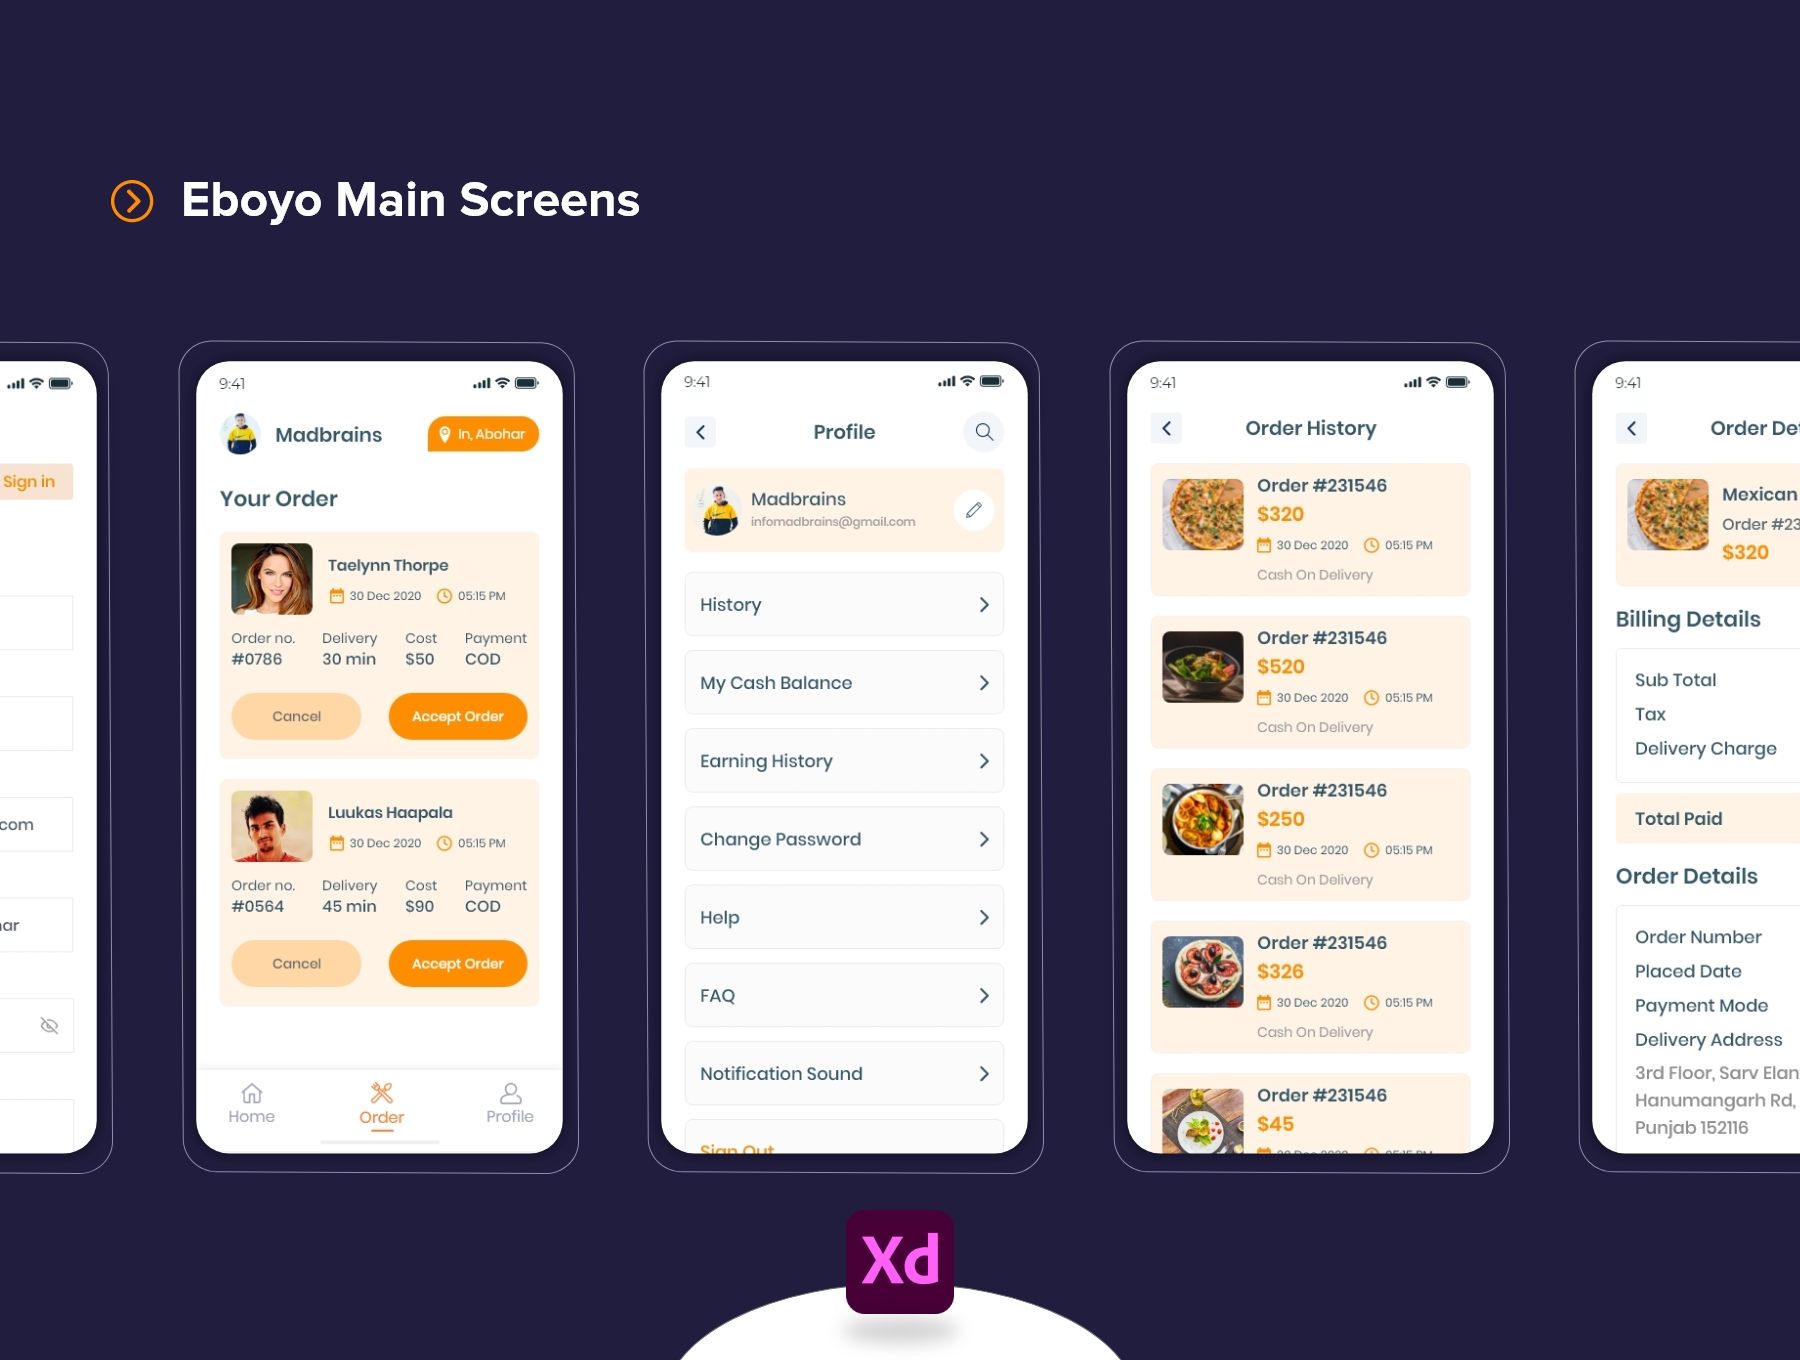 Eboyo Main Screens
Sign in
com
9:41
Madbrains
In, Abohar
Your Order
Taelynn Thorpe
30 Dec 2020 05:15 PM
Order no. Delivery Cost Payment
#0786 30 min $50 COD
Cancel Accept Order
Luukas Haapala
30 Dec 2020 05:15 PM
Order no. Delivery Cost Payment
#0564 45 min $90 COD
Cancel Accept Order
Home Order Profile
9:41
Profile
Madbrains
infomadbrains@gmail.com
History
My Cash Balance
Earning History
Change Password
Help
FAQ
Notification Sound
Sign Out
9:41
Order History
Order #231546
$320
30 Dec 2020 05:15 PM
Cash On Delivery
Order #231546
$520
30 Dec 2020 05:15 PM
Cash On Delivery
Order #231546
$250
30 Dec 2020 05:15 PM
Cash On Delivery
Order #231546
$326
30 Dec 2020 05:15 PM
Cash On Delivery
Order #231546
$45
30 Dec 2020 05:15 PM
9:41
Order Det
Mexican
Order #23
$320
Billing Details
Sub Total
Tax
Delivery Charge
Total Paid
Order Details
Order Number
Placed Date
Payment Mode
Delivery Address
3rd Floor, Sarv Elan
Hanumangarh Rd,
Punjab 152116
Xd